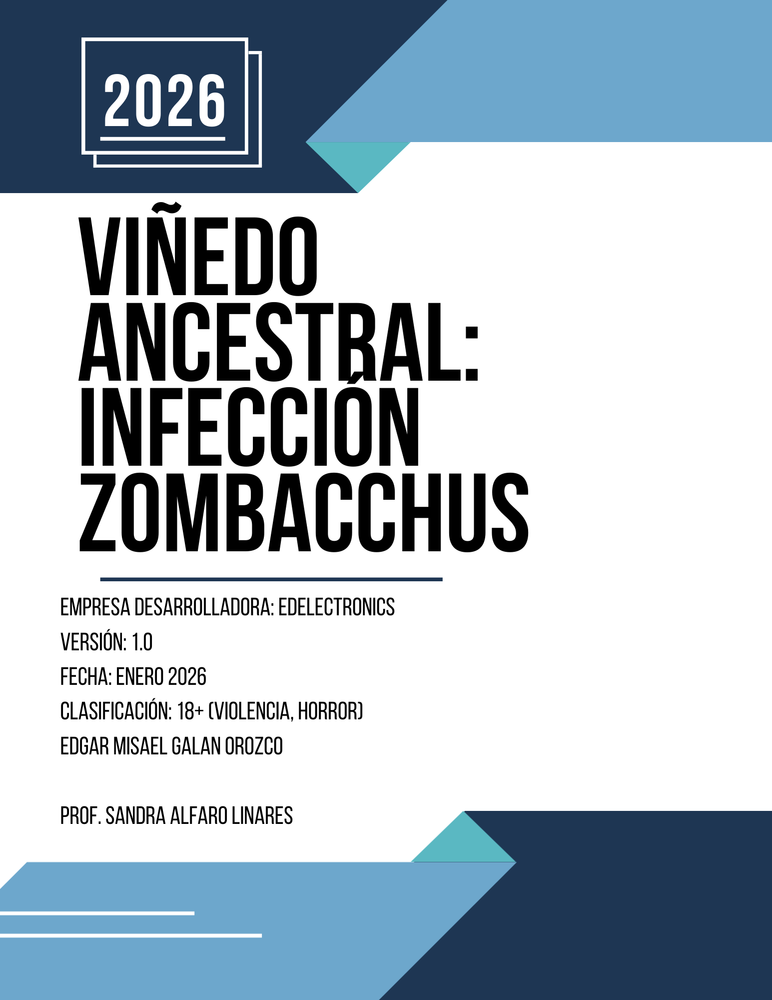 2026
VIÑEDO
ANCESTRAL:
INFECCIÓN
ZOMBACCHUS
EMPRESA DESARROLLADORA: EDELECTRONICS
VERSIÓN: 1.0
FECHA: ENERO 2026
CLASIFICACIÓN: 18+ (VIOLENCIA, HORROR)
EDGAR MISAEL GALAN OROZCO
PROF. SANDRA ALFARO LINARES